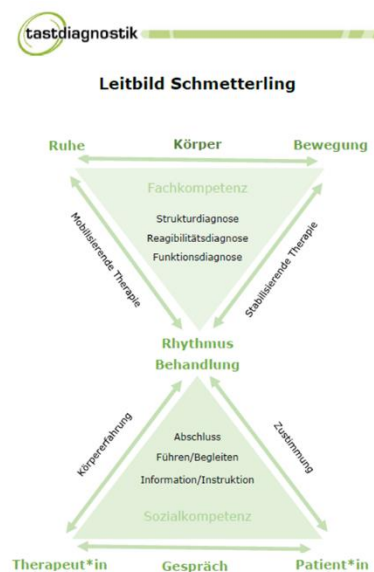 tastdiagnostik
Leitbild Schmetterling
Ruhe Körper Bewegung
Fachkompetenz
Strukturdiagnose
Reagibilitätsdiagnose
Funktionsdiagnose
Mobilisierende Therapie
Stabilisierende Therapie
Rhythmus
Behandlung
Körpererfahrung
Zustimmung
Abschluss
Führen/Begleiten
Information/Instruktion
Sozialkompetenz
Therapeut*in Gespräch Patient*in